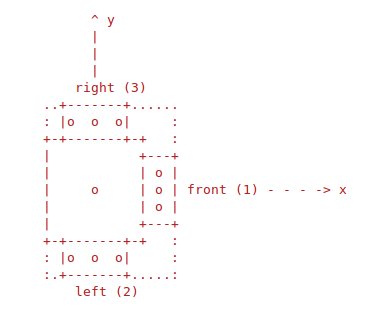 ^ y
|
|
|
right (3)
..+-------+......
: |o  o  o|     :
+-+-------+-+   :
|           +---+
|           | o |
|     o     | o | front (1) - - - -> x
|           | o |
|           +---+
+-+-------+-+   :
: |o  o  o|     :
:.+-------+.....:
left (2)